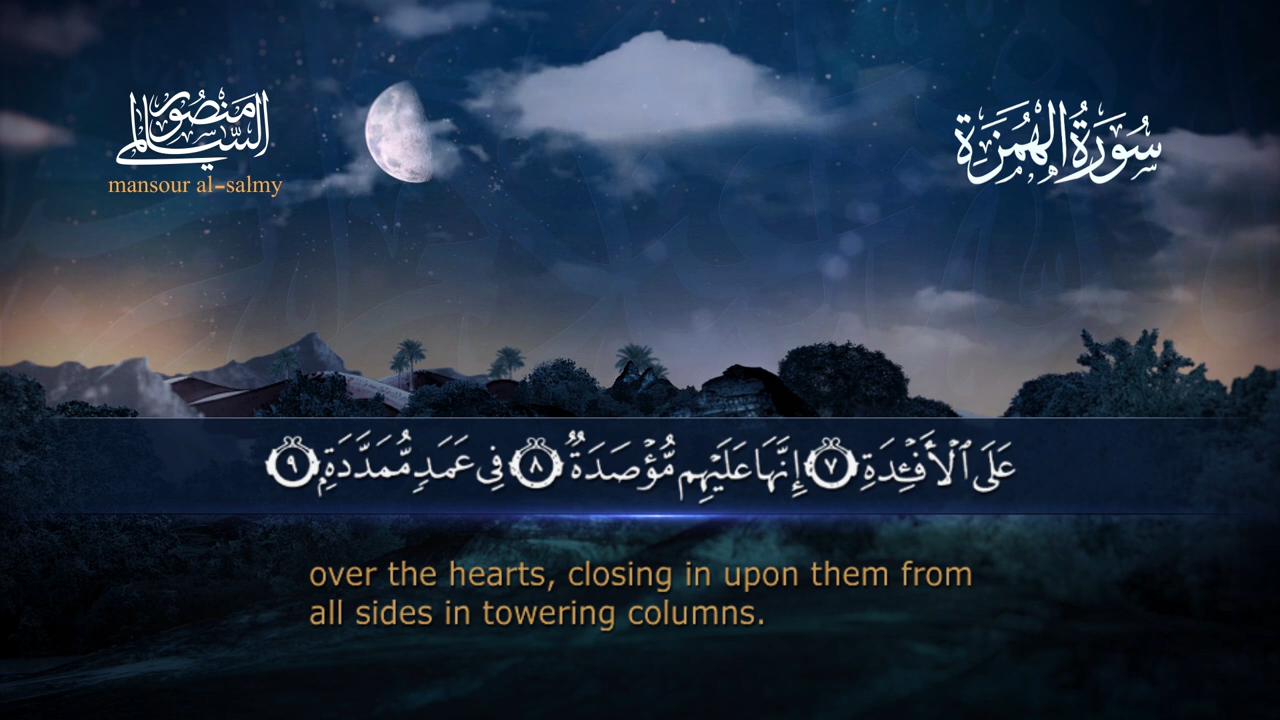 منصور السالمي
mansour al-salmy
سُورَةُ الهُمَزَة
عَلَى ٱلْأَفْـِٔدَةِ ٧ إِنَّهَا عَلَيْهِم مُّؤْصَدَةٌ ٨ فِى عَمَدٍ مُّمَدَّدَةٍۭ ٩
over the hearts, closing in upon them from
all sides in towering columns.